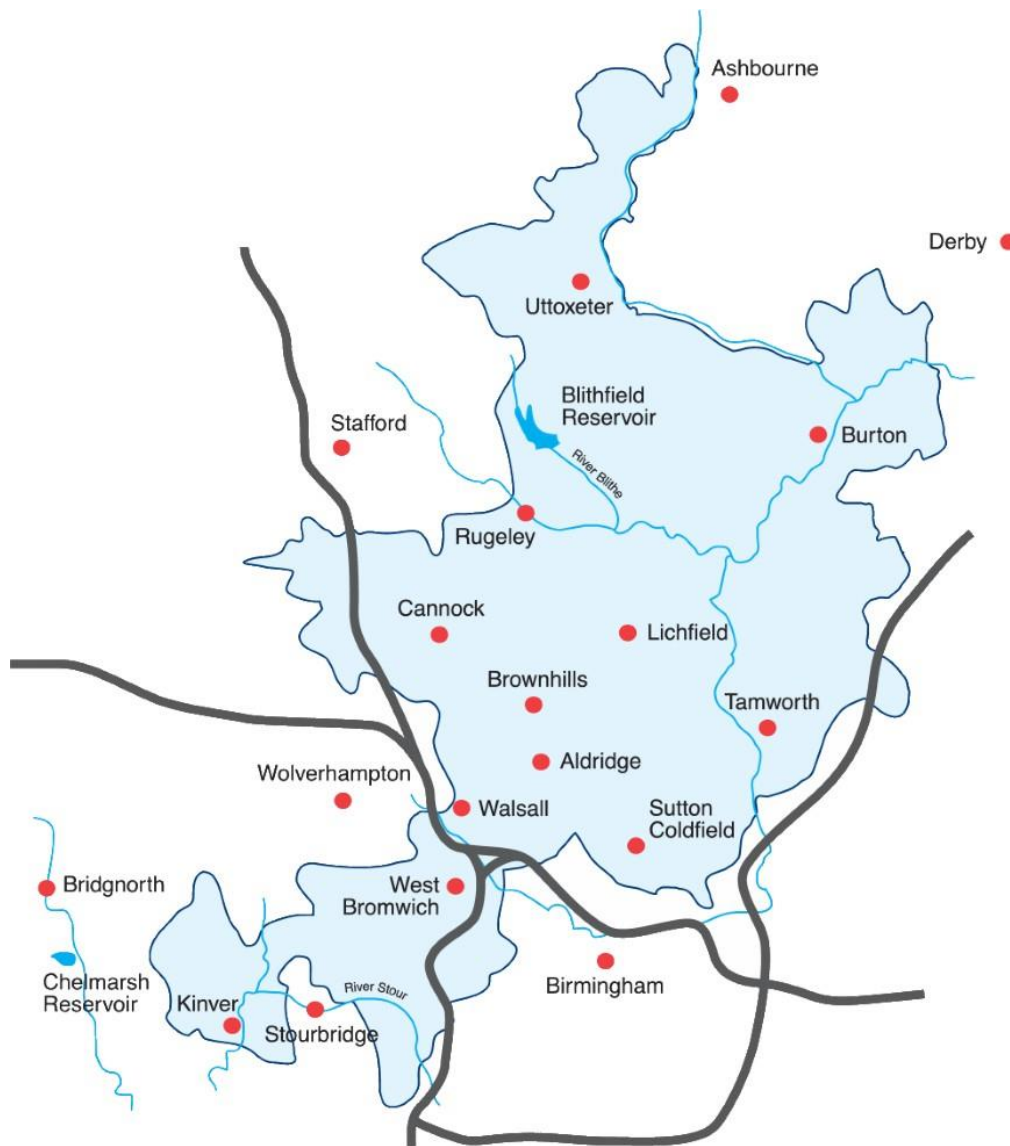 Ashbourne
Derby
Uttoxeter
Blithfield
Reservoir
Stafford
Burton
River Blithe
Rugeley
Cannock
Lichfield
Brownhills
Tamworth
Aldridge
Wolverhampton
Walsall
Sutton
Coldfield
Bridgnorth
West
Bromwich
Chelmarsh
Reservoir
Birmingham
River Stour
Kinver
Stourbridge